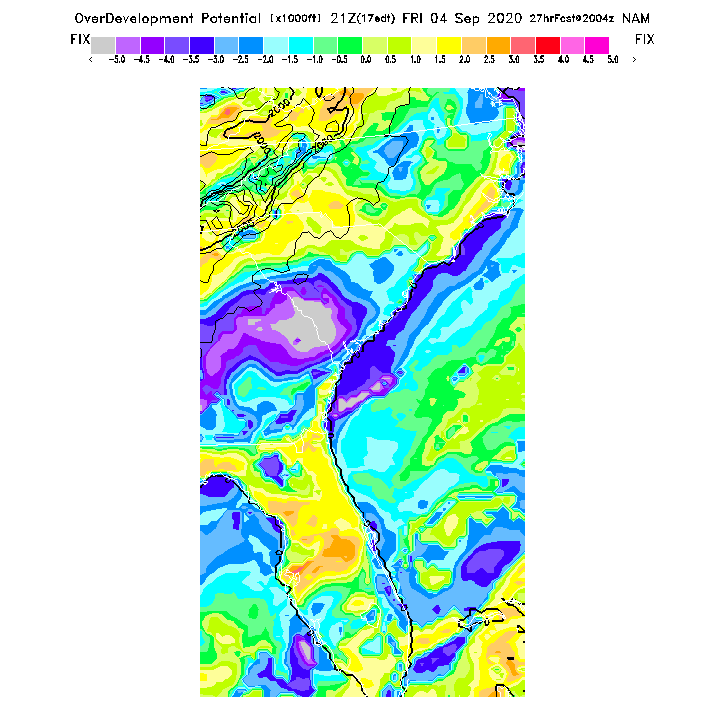 OverDevelopment Potential [x1000ft] 21Z(17edt) FRI 04 Sep 2020 27hrFcst@2004z NAM
FIX FIX
< -5.0 -4.5 -4.0 -3.5 -3.0 -2.5 -2.0 -1.5 -1.0 -0.5 0.0 0.5 1.0 1.5 2.0 2.5 3.0 3.5 4.0 4.5 5.0 >
2000
2000